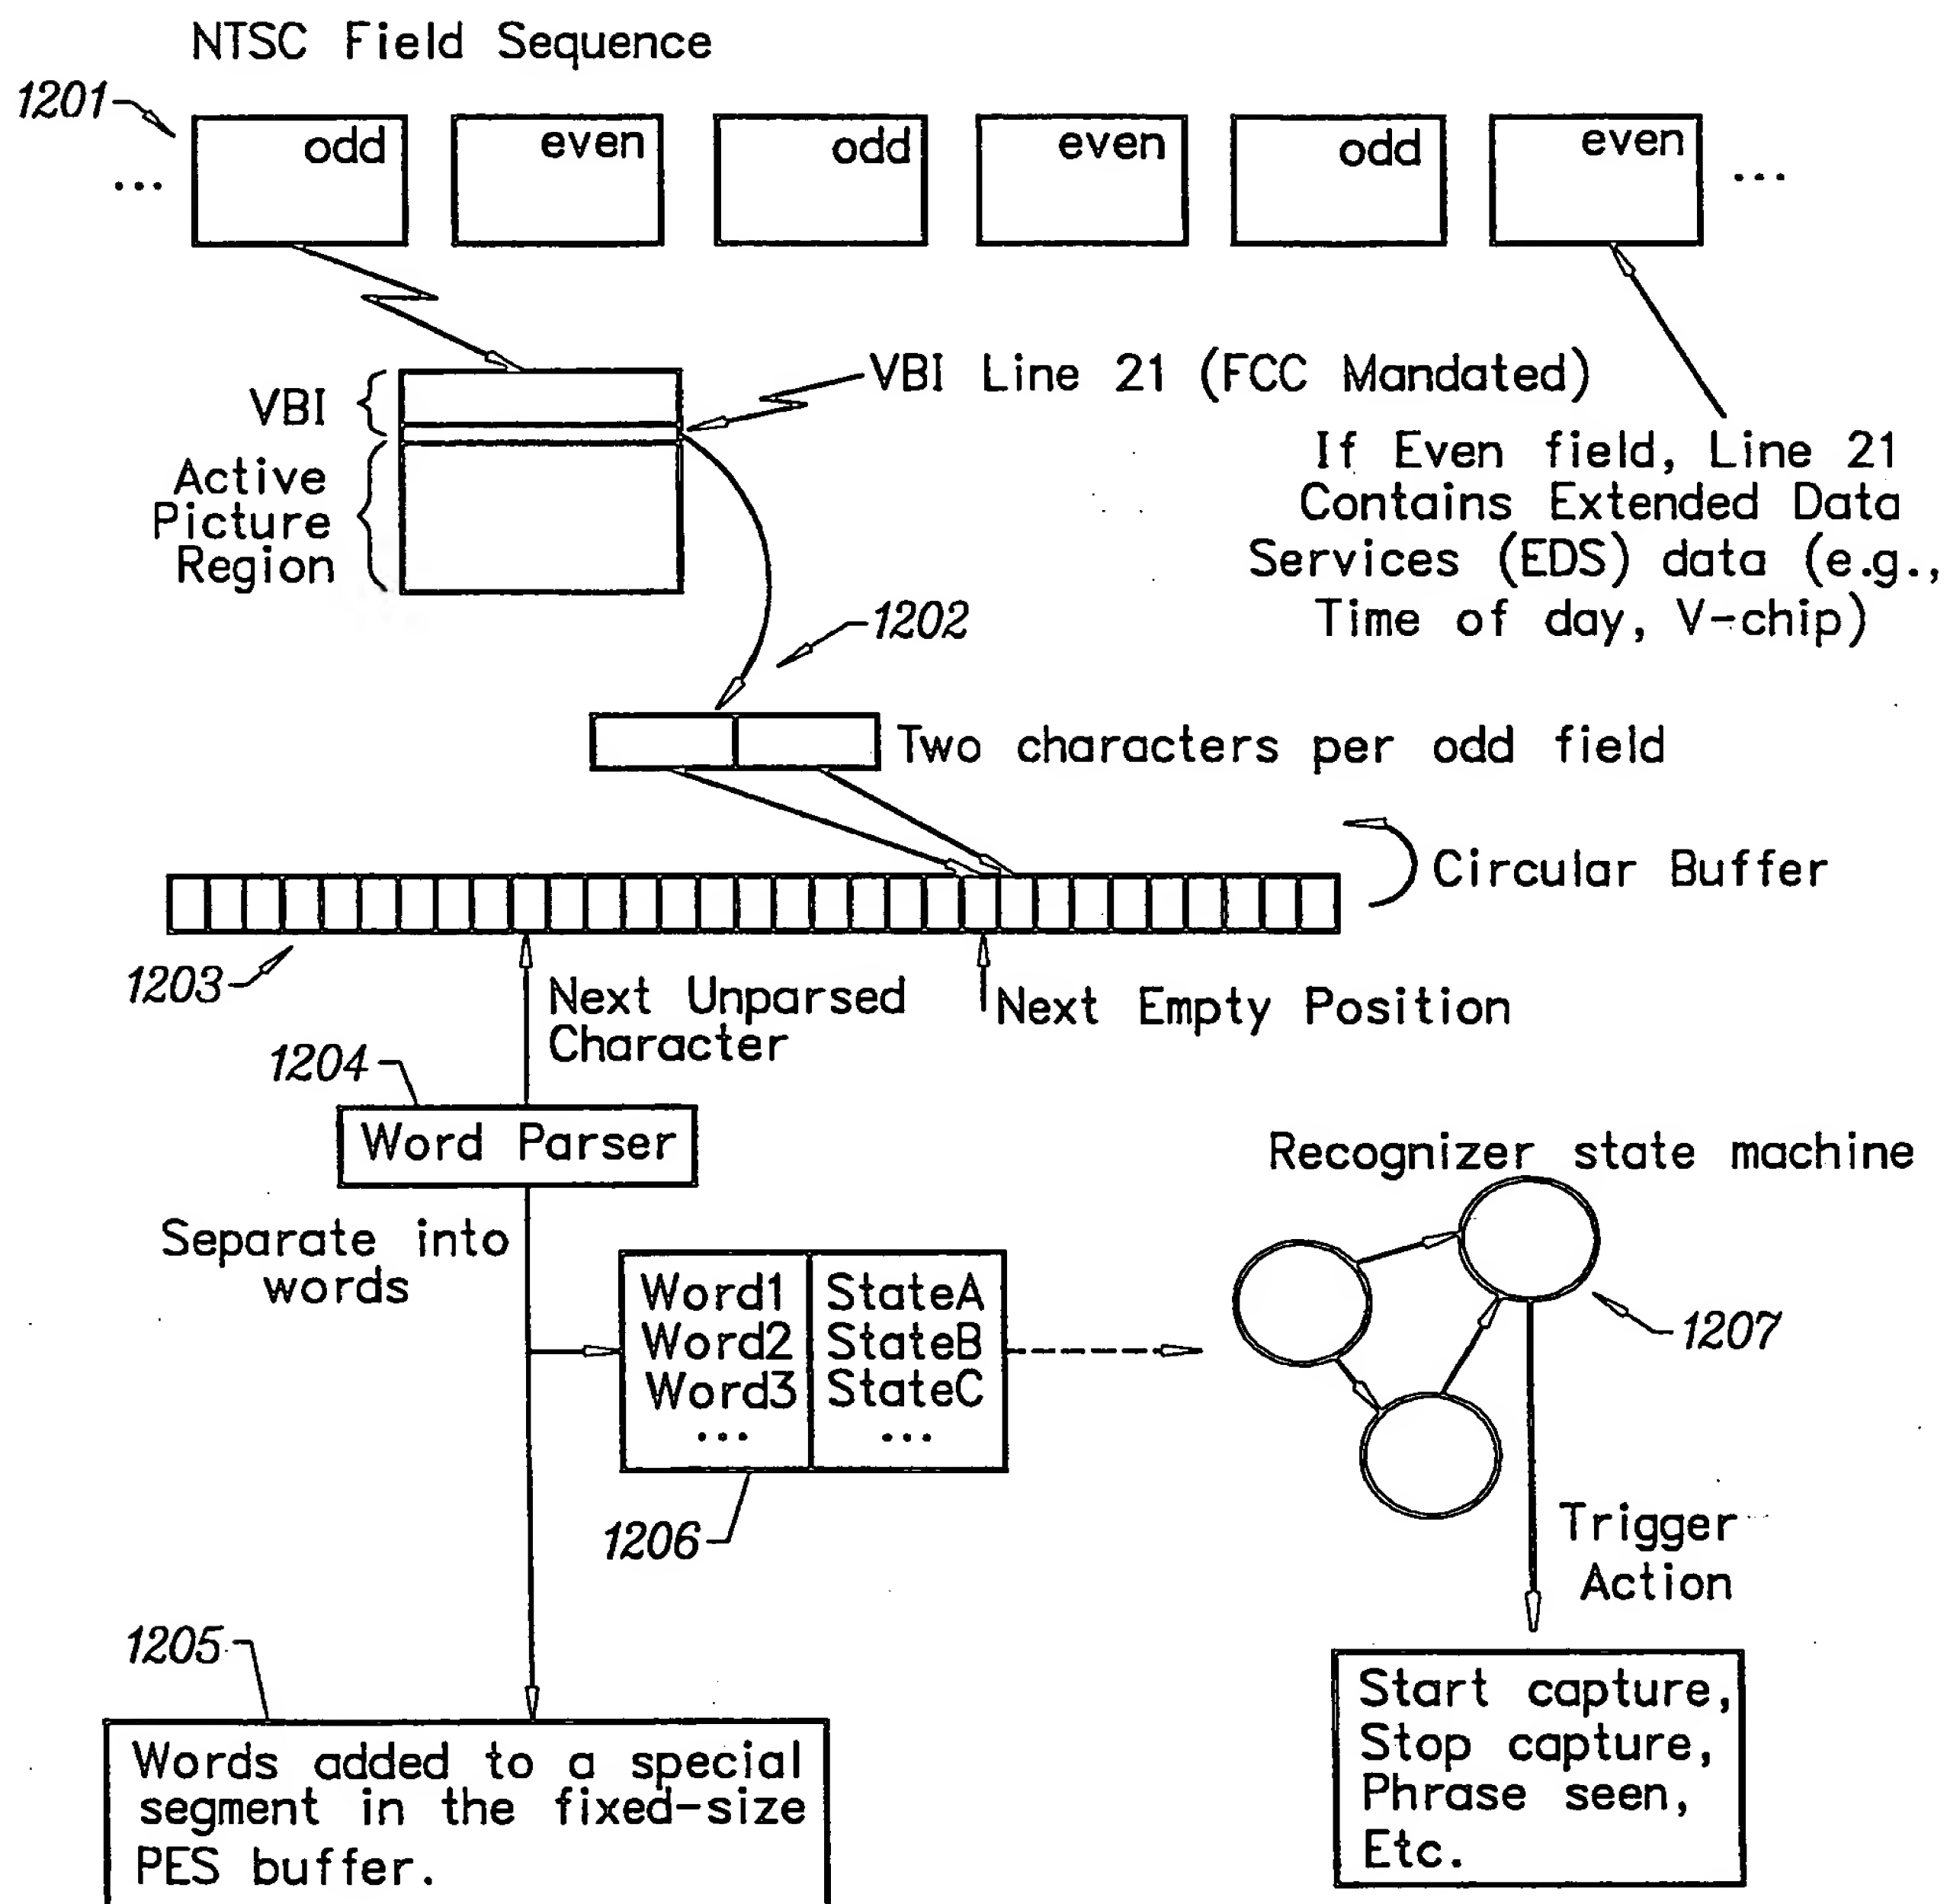 NTSC Field Sequence
1201
odd
even
odd
even
odd
even
...
...
VBI
VBI Line 21 (FCC Mandated)
Active
Picture
Region
If Even field, Line 21
Contains Extended Data
Services (EDS) data (e.g.,
Time of day, V-chip)
1202
Two characters per odd field
Circular Buffer
1203
Next Unparsed
Character
Next Empty Position
1204
Word Parser
Separate into
words
Word1 StateA
Word2 StateB
Word3 StateC
... ...
1206
Recognizer state machine
1207
Trigger
Action
1205
Words added to a special
segment in the fixed-size
PES buffer.
Start capture,
Stop capture,
Phrase seen,
Etc.